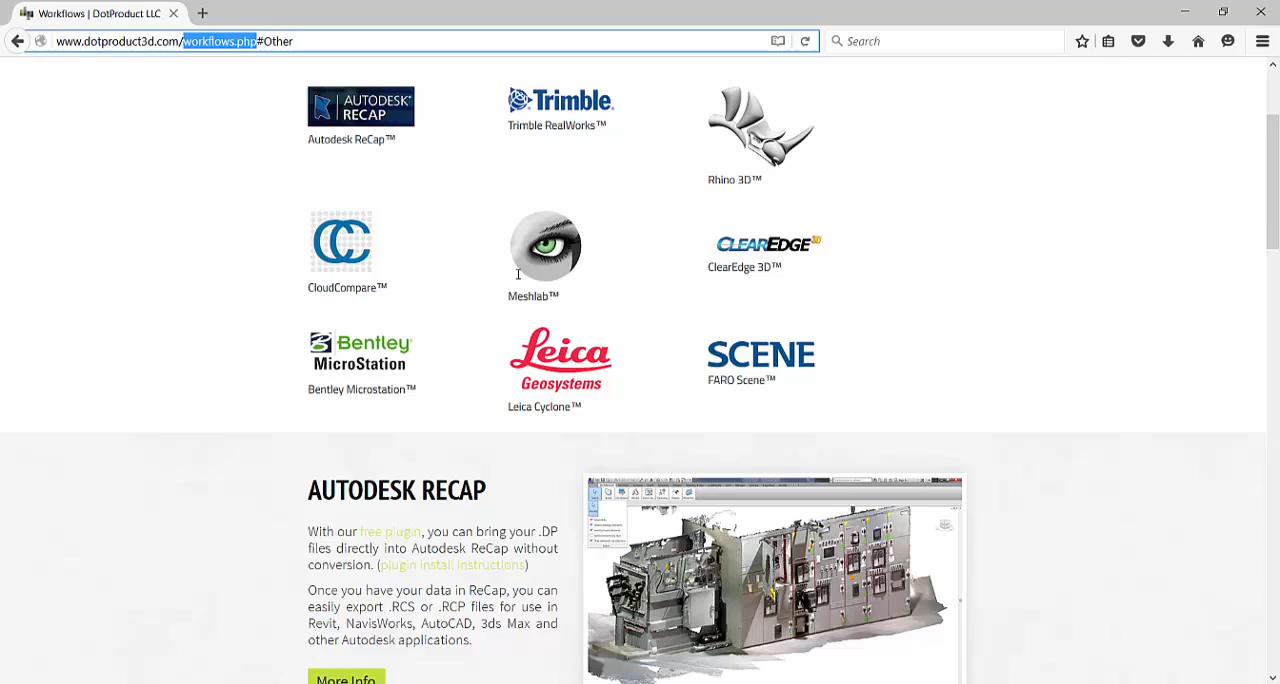 Workflows | DotProduct LLC
www.dotproduct3d.com/workflows.php#Other
Search
AUTODESK® RECAP
Autodesk ReCap™
Trimble.
Trimble RealWorks™
Rhino 3D™
CC
CloudCompare™
Meshlab™
CLEAREDGE 3D
ClearEdge 3D™
Bentley®
MicroStation
Bentley Microstation™
Leica
Geosystems
Leica Cyclone™
SCENE
FARO Scene™
AUTODESK RECAP
With our free plugin, you can bring your .DP
files directly into Autodesk ReCap without
conversion. (plugin install Instructions)
Once you have your data in ReCap, you can
easily export .RCS or .RCP files for use in
Revit, NavisWorks, AutoCAD, 3ds Max and
other Autodesk applications.
More Info